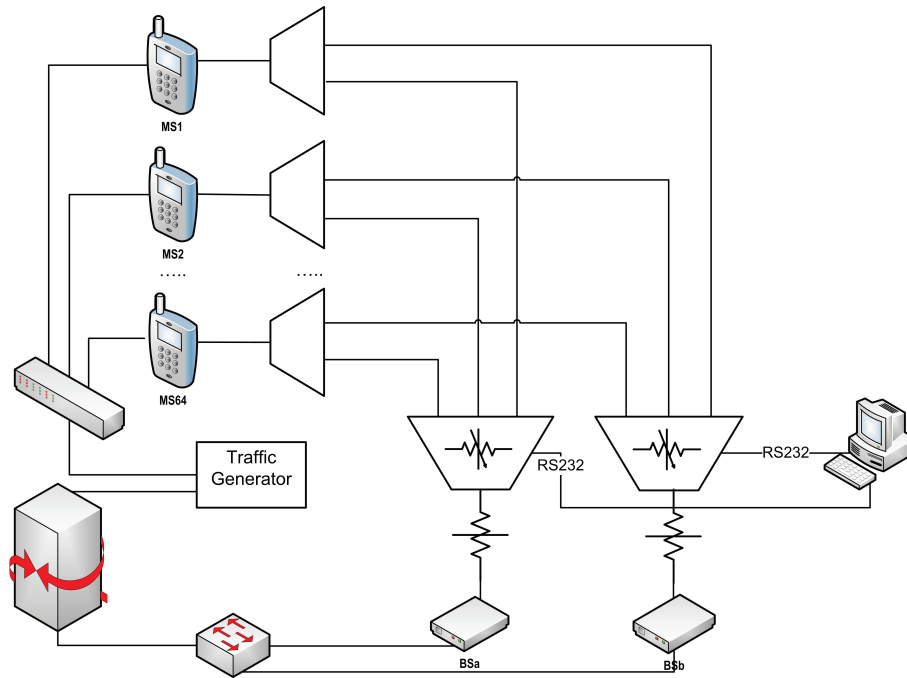 MS1
MS2
..... .....
MS64
Traffic
Generator
RS232
RS232
BSa
BSb